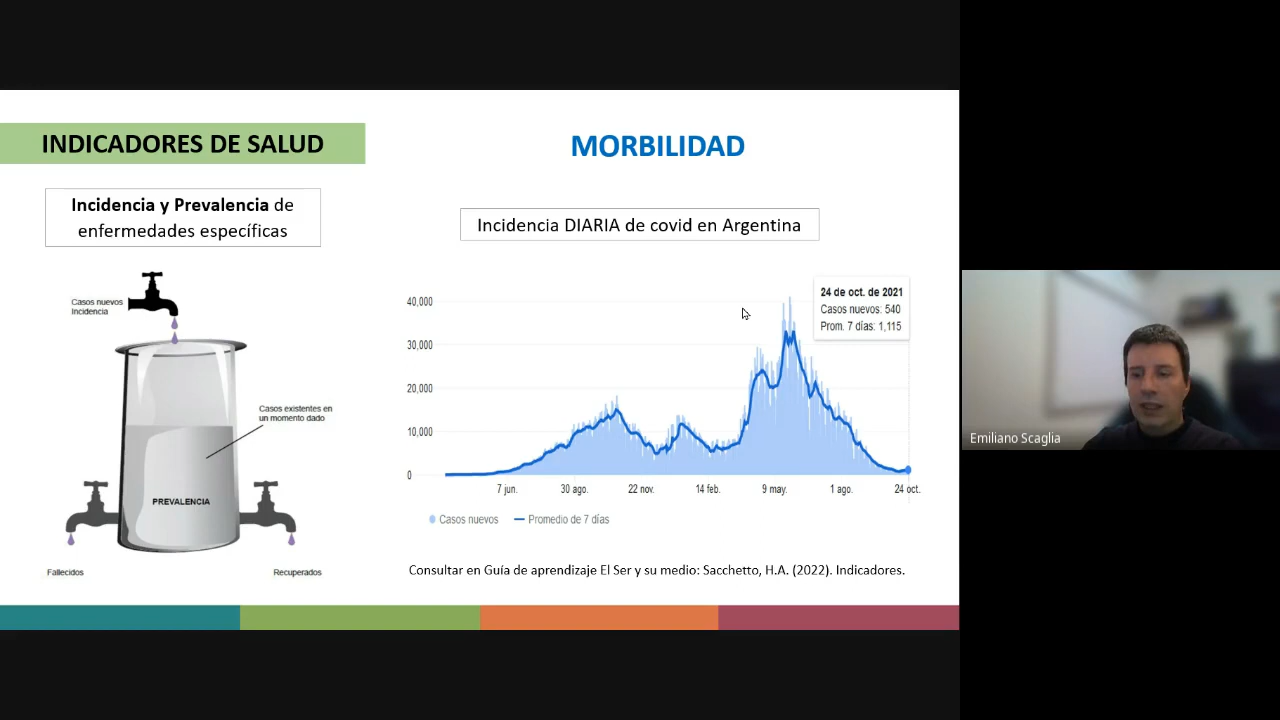 INDICADORES DE SALUD
MORBILIDAD
Incidencia y Prevalencia de
enfermedades específicas
Incidencia DIARIA de covid en Argentina
Casos nuevos
Incidencia
Casos existentes en
un momento dado
PREVALENCIA
Fallecidos
Recuperados
24 de oct. de 2021
Casos nuevos: 540
Prom. 7 días: 1,115
40,000
30,000
20,000
10,000
0
7 jun. 30 ago. 22 nov. 14 feb. 9 may. 1 ago. 24 oct.
Casos nuevos Promedio de 7 días
Consultar en Guía de aprendizaje El Ser y su medio: Sacchetto, H.A. (2022). Indicadores.
Emiliano Scaglia